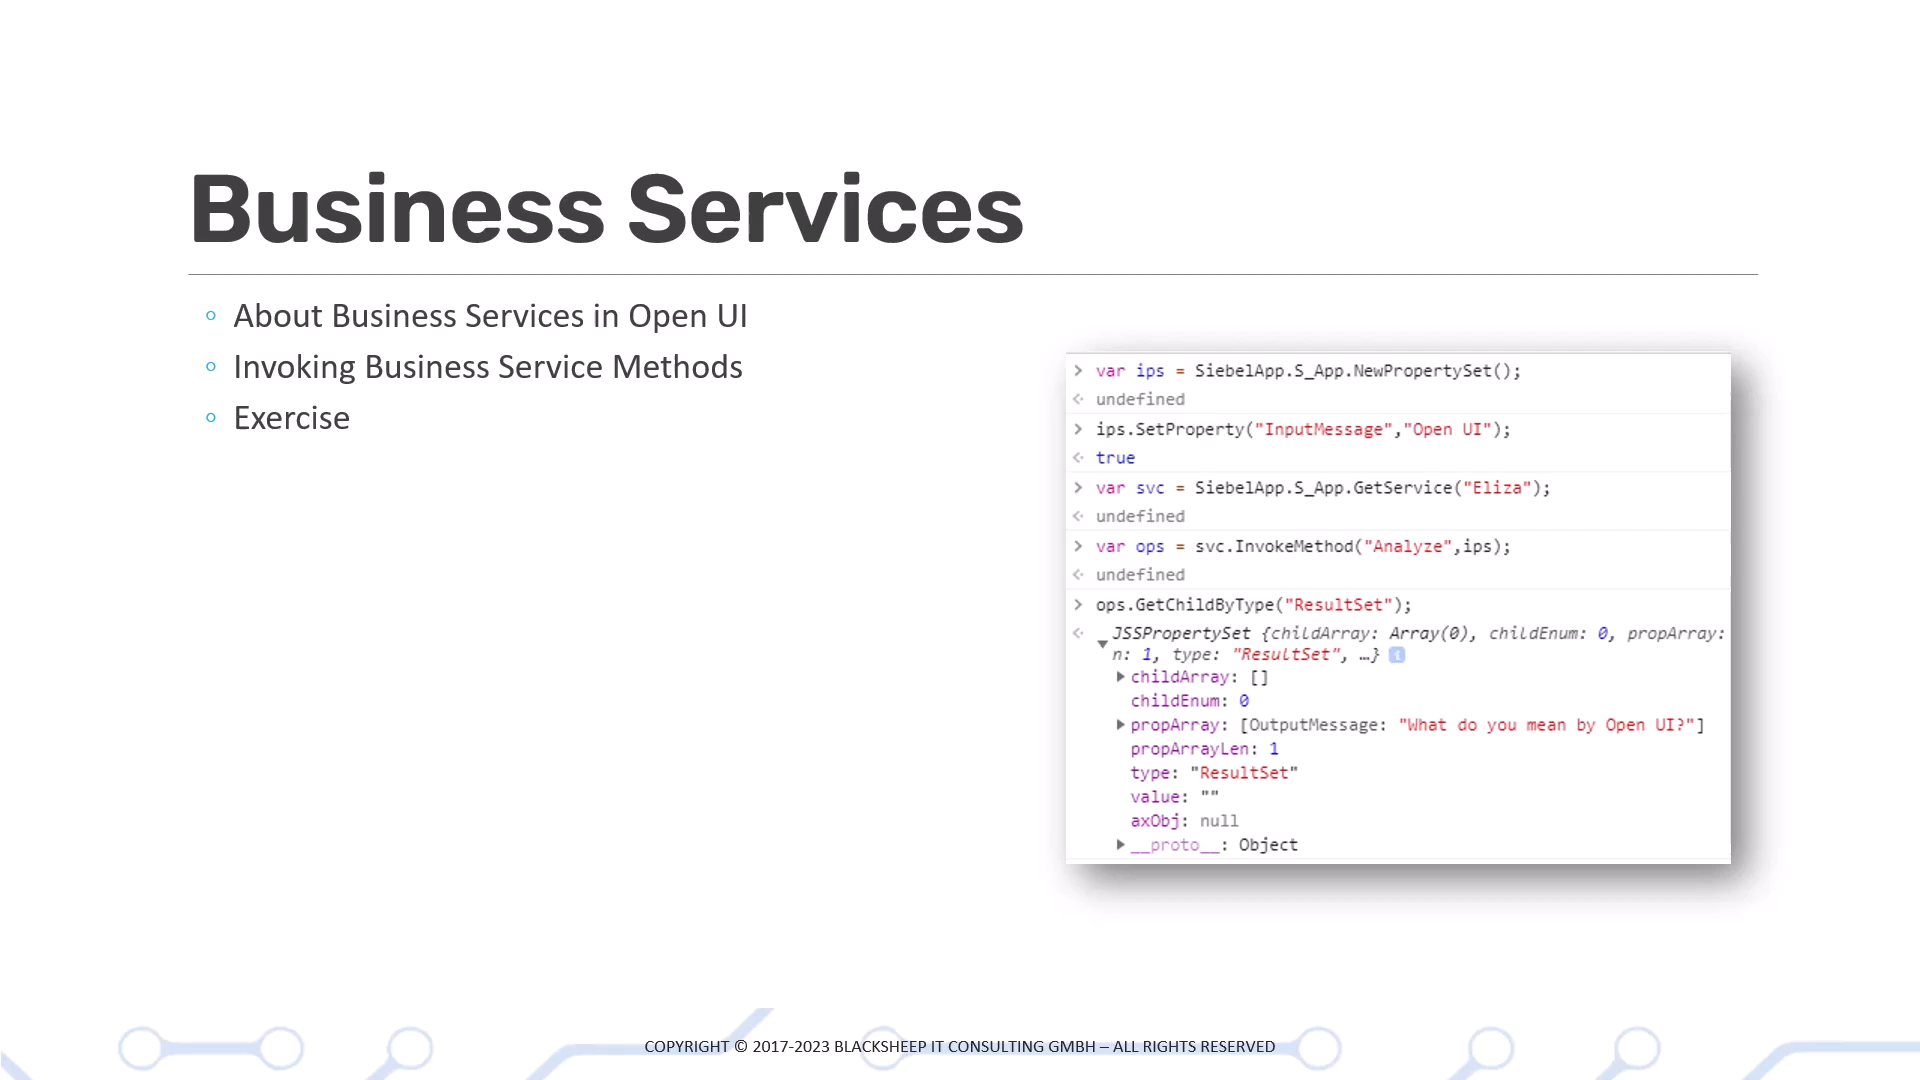 Business Services
About Business Services in Open UI
Invoking Business Service Methods
Exercise
> var ips = SiebelApp.S_App.NewPropertySet();
undefined
> ips.SetProperty("InputMessage","Open UI");
true
> var svc = SiebelApp.S_App.GetService("Eliza");
undefined
> var ops = svc.InvokeMethod("Analyze",ips);
undefined
> ops.GetChildByType("ResultSet");
JSSPropertySet {childArray: Array(0), childEnum: 0, propArray:
n: 1, type: "ResultSet", …} i
childArray: []
childEnum: 0
propArray: [OutputMessage: "What do you mean by Open UI?"]
propArrayLen: 1
type: "ResultSet"
value: ""
axObj: null
__proto__: Object
COPYRIGHT © 2017-2023 BLACKSHEEP IT CONSULTING GMBH – ALL RIGHTS RESERVED